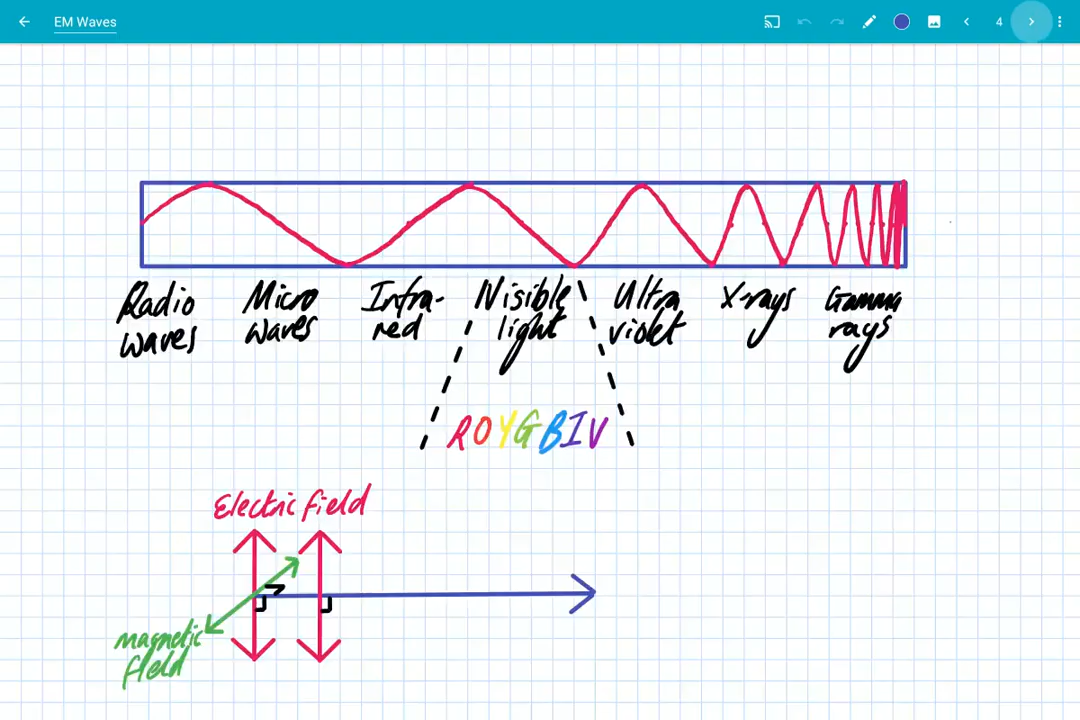 EM Waves
4
Radio waves
Micro waves
Infra-red
Visible light
Ultra violet
X-rays
Gamma rays
ROYGBIV
Electric field
magnetic field